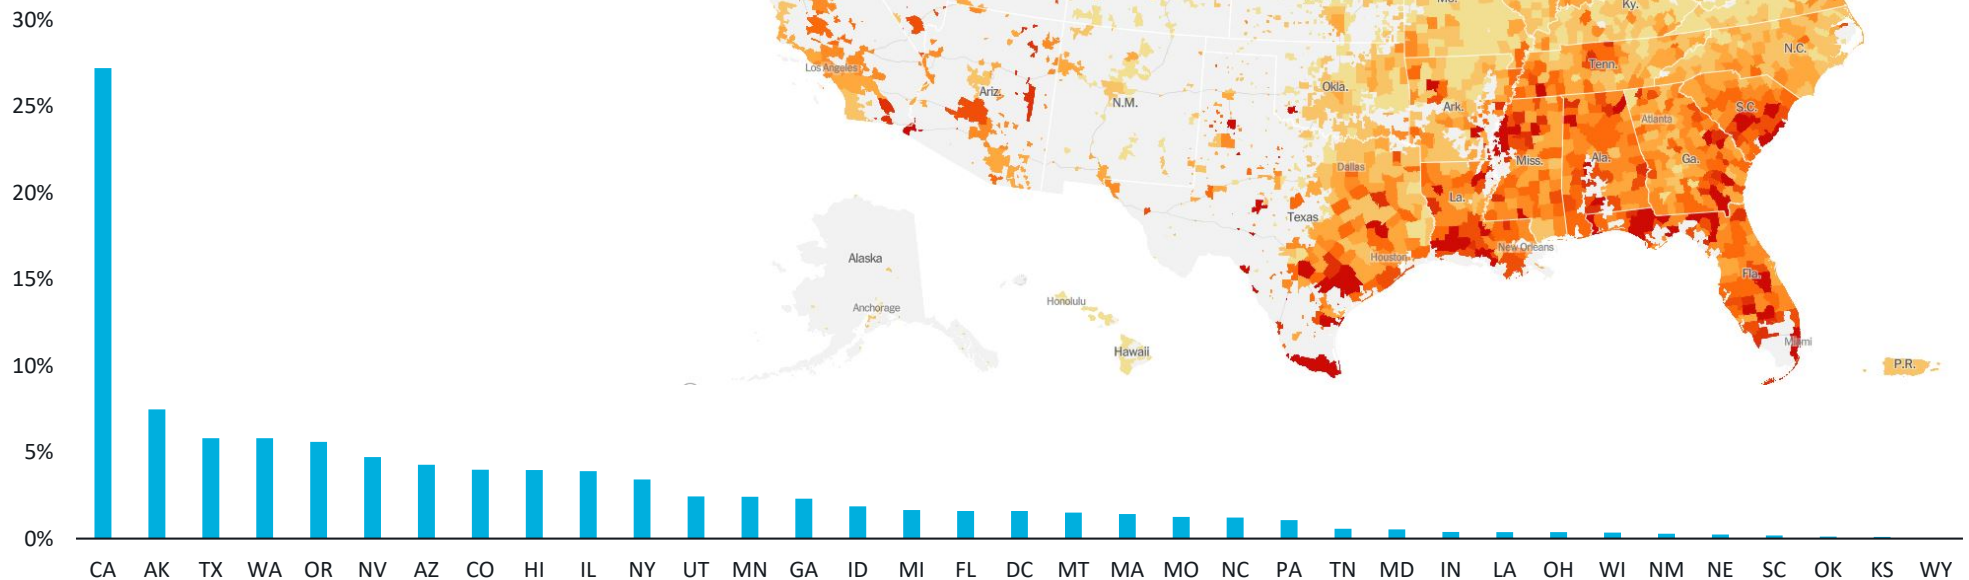 30%
25%
20%
15%
10%
5%
0%
CA AK TX WA OR NV AZ CO HI IL NY UT MN GA ID MI FL DC MT MA MO NC PA TN MD IN LA OH WI NM NE SC OK KS WY
Mo.
Ky.
N.C.
Los Angeles
Tenn.
Ariz.
Okla.
N.M.
Ark.
S.C.
Atlanta
Dallas
Miss.
Ala.
Ga.
La.
Texas
New Orleans
Houston
Alaska
Fla.
Honolulu
Anchorage
Miami
Hawaii
P.R.